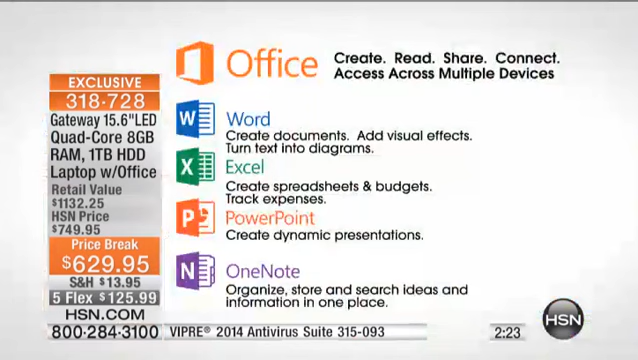 EXCLUSIVE
318-728
Gateway 15.6"LED
Quad-Core 8GB
RAM, 1TB HDD
Laptop w/Office
Retail Value
$1132.25
HSN Price
$749.95
Price Break
$629.95
S&H $13.95
5 Flex $125.99
HSN.COM
800-284-3100
Office
Create. Read. Share. Connect.
Access Across Multiple Devices
W
Word
Create documents. Add visual effects.
Turn text into diagrams.
X
Excel
Create spreadsheets & budgets.
Track expenses.
P
PowerPoint
Create dynamic presentations.
N
OneNote
Organize, store and search ideas and
information in one place.
VIPRE® 2014 Antivirus Suite 315-093
2:23
HSN